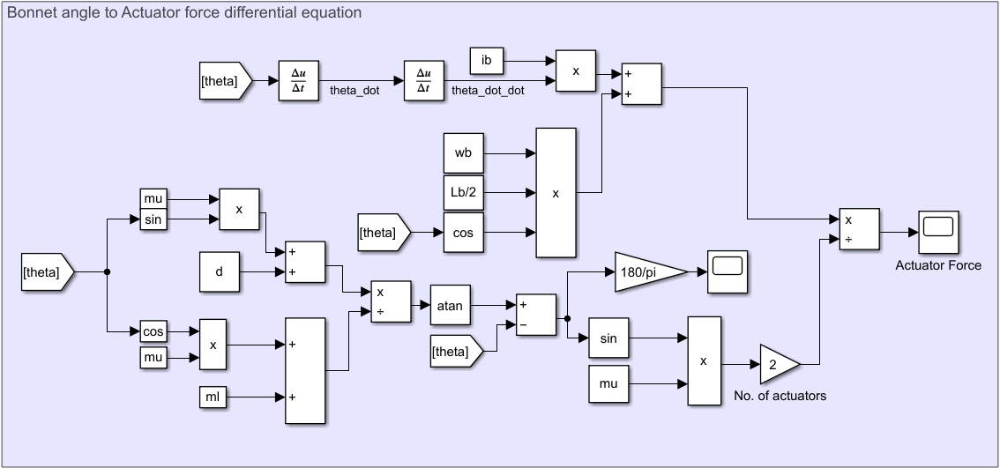 Bonnet angle to Actuator force differential equation
[theta]
Δu
Δt
theta_dot
Δu
Δt
theta_dot_dot
ib
x
+
+
wb
Lb/2
[theta]
cos
x
mu
sin
x
[theta]
d
+
+
cos
mu
x
ml
+
+
x
÷
atan
[theta]
+
−
180/pi
sin
mu
x
2
No. of actuators
x
÷
Actuator Force